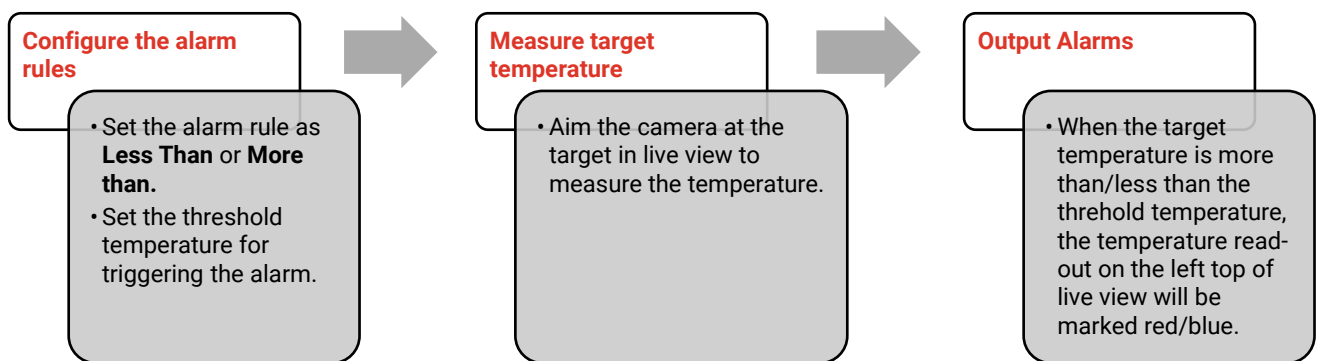 Configure the alarm
rules
• Set the alarm rule as
Less Than or More
than.
• Set the threshold
temperature for
triggering the alarm.
Measure target
temperature
• Aim the camera at the
target in live view to
measure the temperature.
Output Alarms
• When the target
temperature is more
than/less than the
threhold temperature,
the temperature read-
out on the left top of
live view will be
marked red/blue.